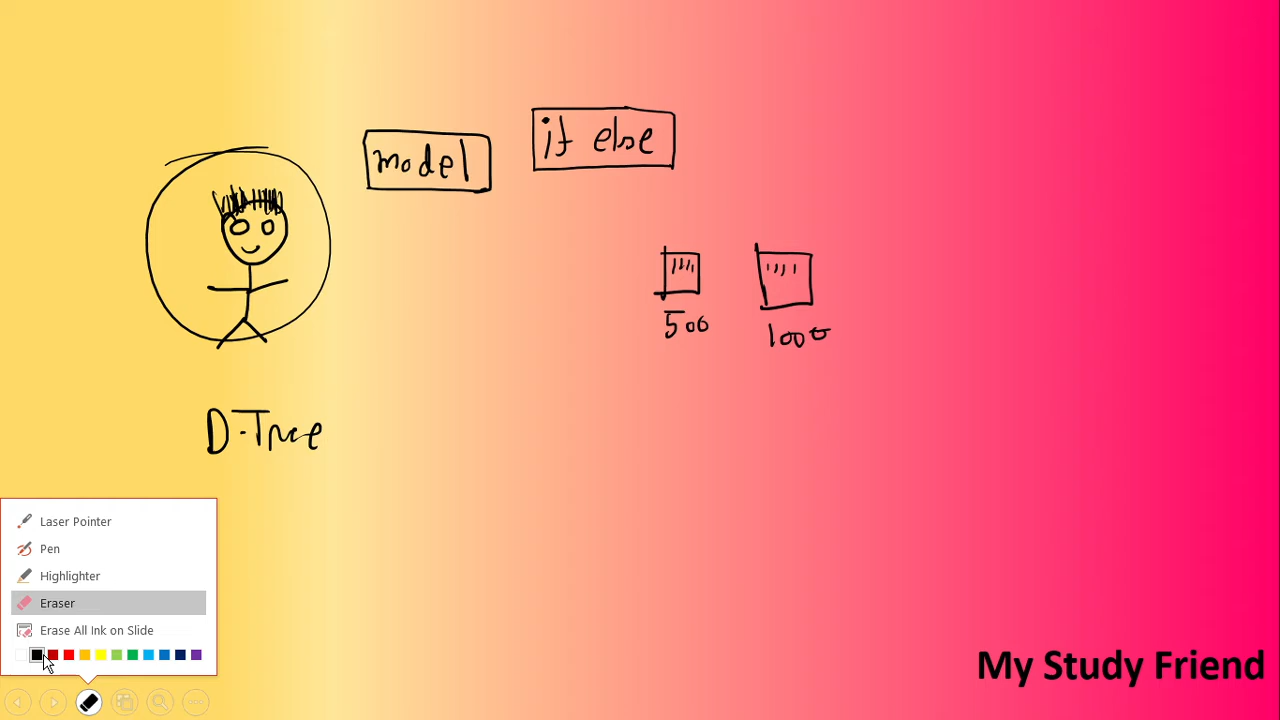 if else
model
500 1000
D-Tree
Laser Pointer
Pen
Highlighter
Eraser
Erase All Ink on Slide
My Study Friend